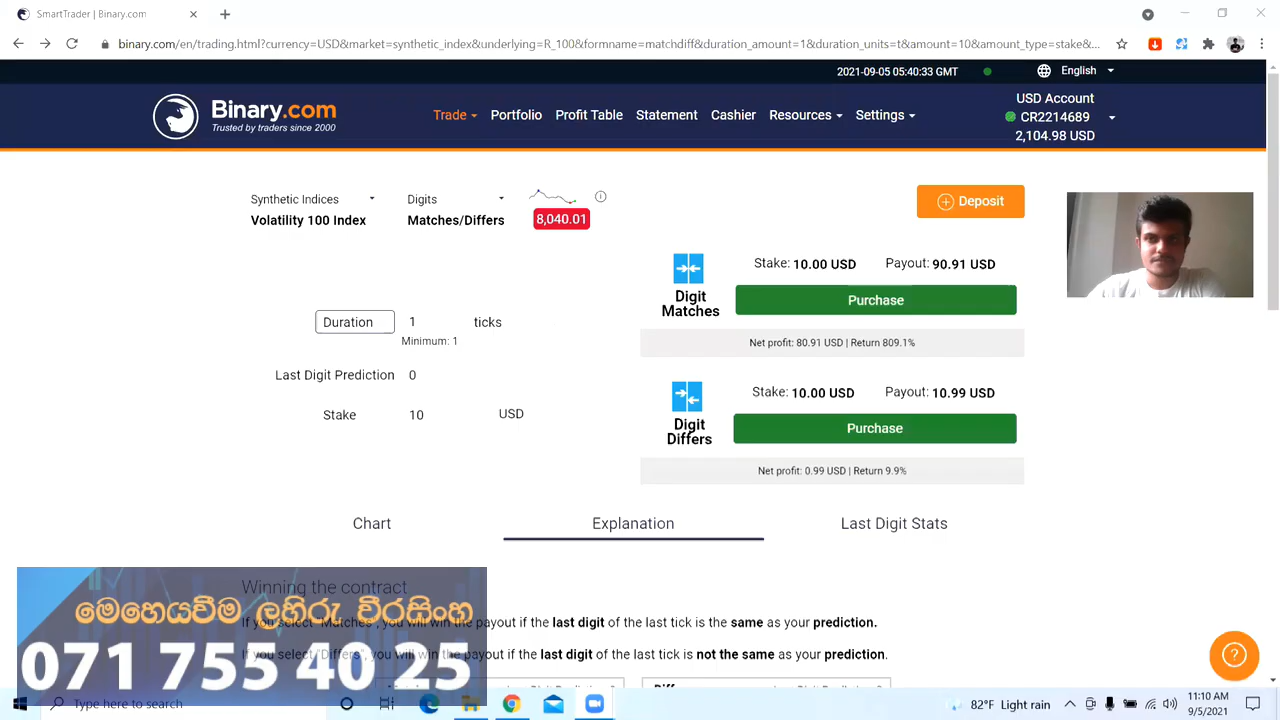 SmartTrader | Binary.com
binary.com/en/trading.html?currency=USD&market=synthetic_index&underlying=R_100&formname=matchdiff&duration_amount=1&duration_units=t&amount=10&amount_type=stake&...
2021-09-05 05:40:33 GMT
English
Binary.com
Trusted by traders since 2000
Trade
Portfolio
Profit Table
Statement
Cashier
Resources
Settings
USD Account
CR2214689
2,104.98 USD
Synthetic Indices
Volatility 100 Index
Digits
Matches/Differs
8,040.01
Deposit
Duration 1 ticks
Minimum: 1
Last Digit Prediction 0
Stake 10 USD
Digit Matches
Stake: 10.00 USD Payout: 90.91 USD
Purchase
Net profit: 80.91 USD | Return 809.1%
Digit Differs
Stake: 10.00 USD Payout: 10.99 USD
Purchase
Net profit: 0.99 USD | Return 9.9%
Chart
Explanation
Last Digit Stats
Winning the contract
If you select "Matches", you will win the payout if the last digit of the last tick is the same as your prediction.
If you select "Differs", you will win the payout if the last digit of the last tick is not the same as your prediction.
මෙහෙයවීම ලහිරු වීරසිංහ
071 755 40 25
Type here to search
82°F Light rain
11:10 AM
9/5/2021